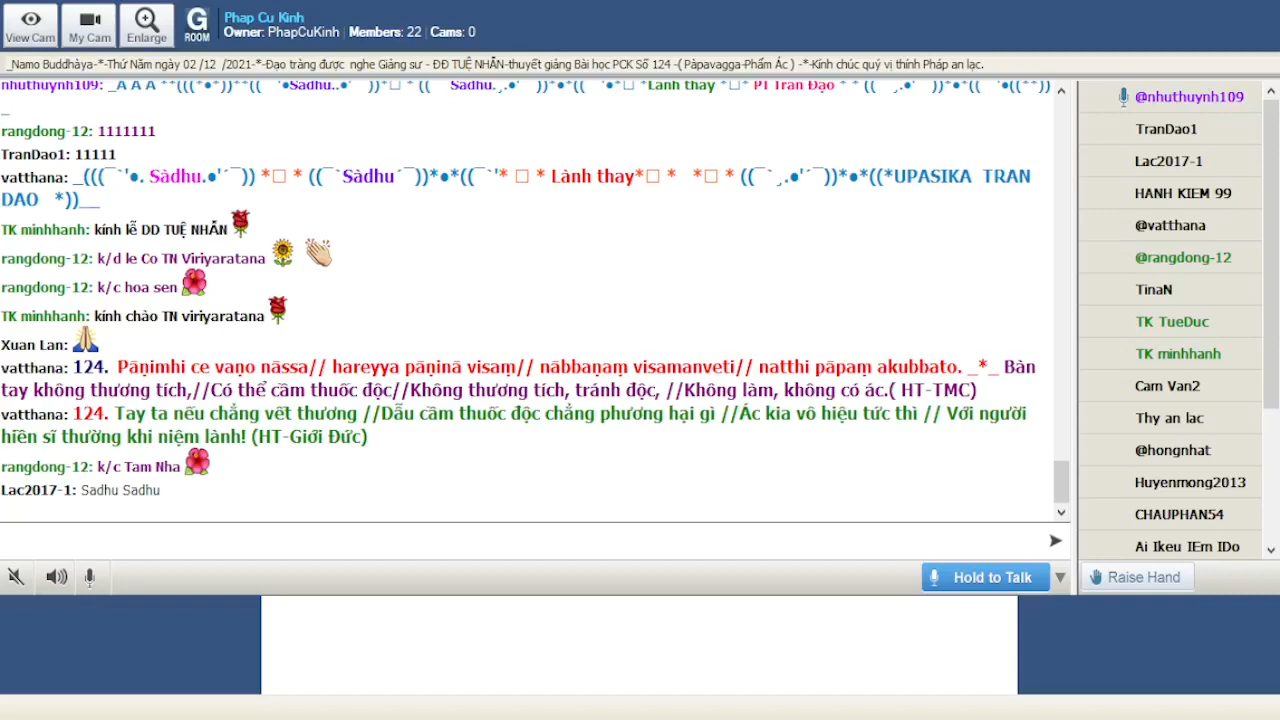 View Cam
My Cam
Enlarge
G
ROOM
Phap Cu Kinh
Owner: PhapCuKinh | Members: 22 | Cams: 0
_Namo Buddhàya-*-Thứ Năm ngày 02 /12 /2021-*-Đạo tràng được nghe Giảng sư - ĐĐ TUỆ NHẪN-thuyết giảng Bài học PCK Số 124 -( Pàpavagga-Phẩm Ác ) -*-Kính chúc quý vị thính Pháp an lạc.
rangdong-12: 1111111
TranDao1: 11111
vatthana: _(((¯`'●. Sàdhu.●'´¯)) *□ * ((¯`Sàdhu´¯))*●*((¯`'* □ * Lành thay*□ * *□ * ((¯`¸.●'´¯))*●*((*UPASIKA TRAN
DAO *))__
TK minhhanh: kính lễ DD TUỆ NHẪN
rangdong-12: k/d le Co TN Viriyaratana
rangdong-12: k/c hoa sen
TK minhhanh: kính chào TN viriyaratana
Xuan Lan:
vatthana: 124. Pāṇimhi ce vaṇo nāssa// hareyya pāṇinā visaṃ// nābbaṇaṃ visamanveti// natthi pāpaṃ akubbato. _*_ Bàn
tay không thương tích,//Có thể cầm thuốc độc//Không thương tích, tránh độc, //Không làm, không có ác.( HT-TMC)
vatthana: 124. Tay ta nếu chẳng vết thương //Dẫu cầm thuốc độc chẳng phương hại gì //Ác kia vô hiệu tức thì // Với người
hiền sĩ thường khi niệm lành! (HT-Giới Đức)
rangdong-12: k/c Tam Nha
Lac2017-1: Sadhu Sadhu
Hold to Talk
@nhuthuynh109
TranDao1
Lac2017-1
HANH KIEM 99
@vatthana
@rangdong-12
TinaN
TK TueDuc
TK minhhanh
Cam Van2
Thy an lac
@hongnhat
Huyenmong2013
CHAUPHAN54
Ai Ikeu IEm IDo
Raise Hand